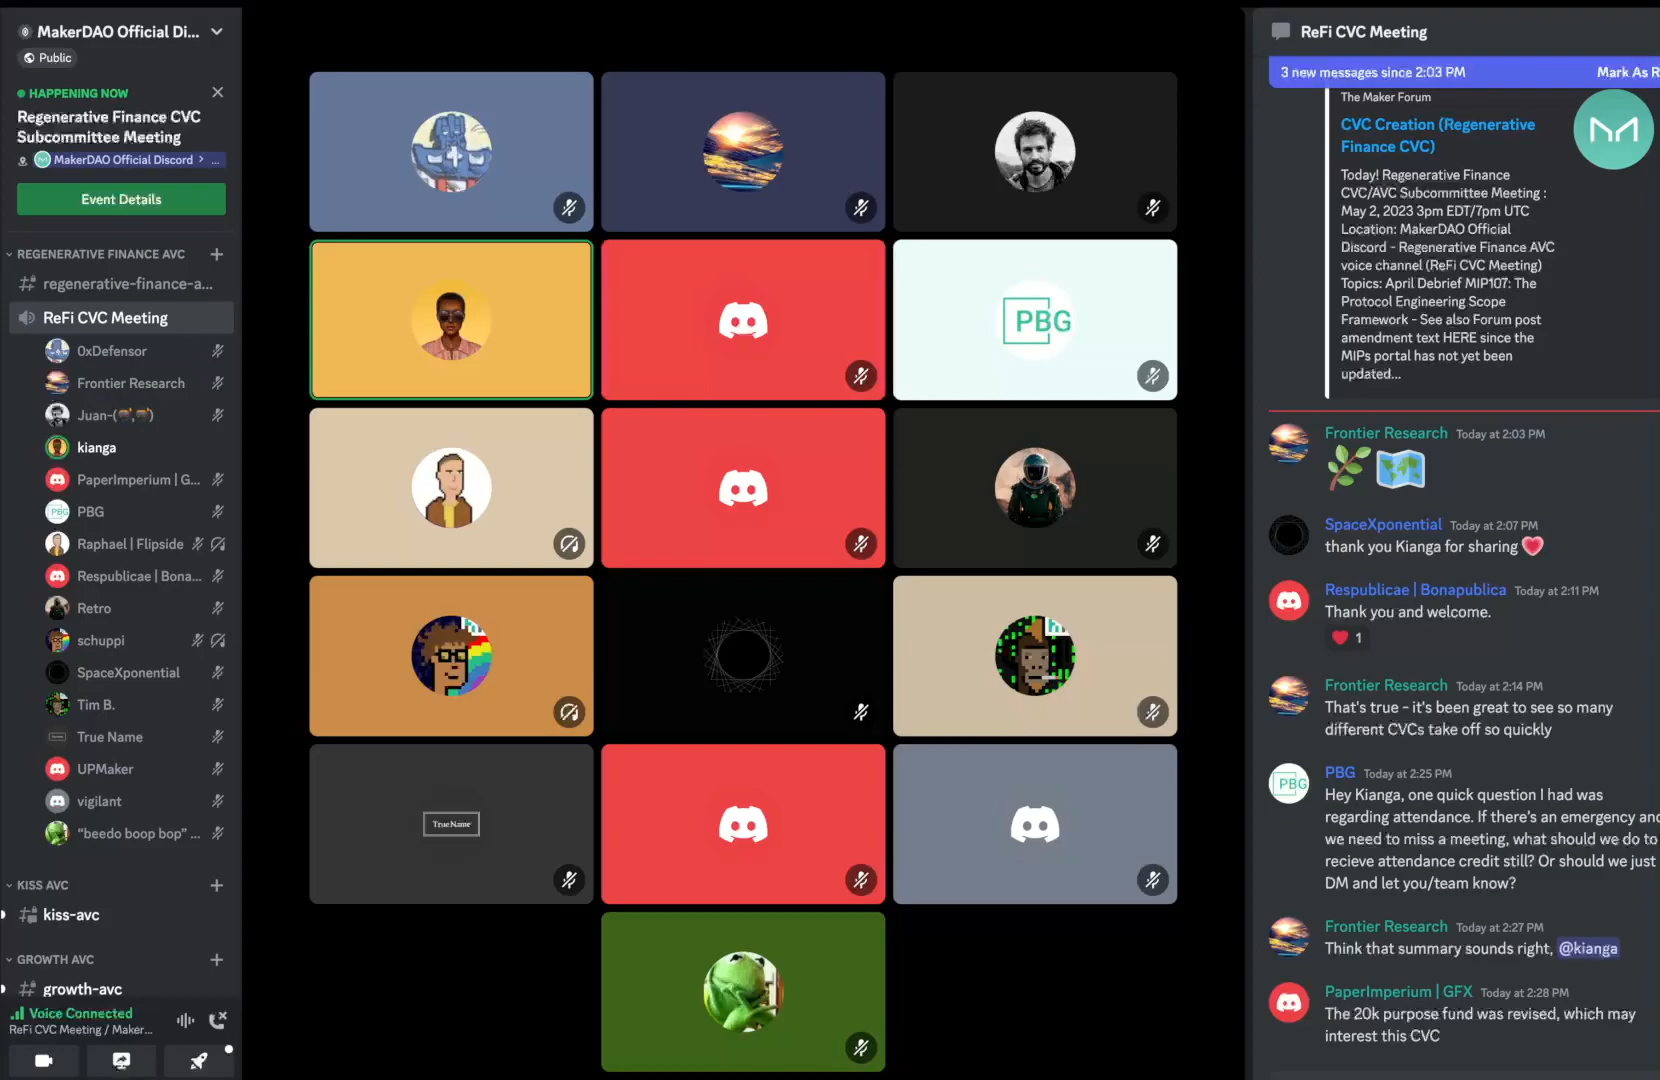 MakerDAO Official Di...
Public
HAPPENING NOW
Regenerative Finance CVC
Subcommittee Meeting
MakerDAO Official Discord > ...
Event Details
REGENERATIVE FINANCE AVC
regenerative-finance-a...
ReFi CVC Meeting
0xDefensor
Frontier Research
Juan-(🕶️🕶️)
kianga
PaperImperium | G...
PBG
Raphael | Flipside
Respublicae | Bona...
Retro
schuppi
SpaceXponential
Tim B.
True Name
UPMaker
vigilant
"beedo boop bop" ...
KISS AVC
kiss-avc
GROWTH AVC
growth-avc
Voice Connected
ReFi CVC Meeting / Maker...
PBG
True Name
ReFi CVC Meeting
3 new messages since 2:03 PM
Mark As R
The Maker Forum
CVC Creation (Regenerative
Finance CVC)
Today! Regenerative Finance
CVC/AVC Subcommittee Meeting :
May 2, 2023 3pm EDT/7pm UTC
Location: MakerDAO Official
Discord - Regenerative Finance AVC
voice channel (ReFi CVC Meeting)
Topics: April Debrief MIP107: The
Protocol Engineering Scope
Framework - See also Forum post
amendment text HERE since the
MIPs portal has not yet been
updated...
Frontier Research Today at 2:03 PM
SpaceXponential Today at 2:07 PM
thank you Kianga for sharing
Respublicae | Bonapublica Today at 2:11 PM
Thank you and welcome.
1
Frontier Research Today at 2:14 PM
That's true - it's been great to see so many
different CVCs take off so quickly
PBG Today at 2:25 PM
PBG
Hey Kianga, one quick question I had was
regarding attendance. If there's an emergency and
we need to miss a meeting, what should we do to
recieve attendance credit still? Or should we just
DM and let you/team know?
Frontier Research Today at 2:27 PM
Think that summary sounds right, @kianga
PaperImperium | GFX Today at 2:28 PM
The 20k purpose fund was revised, which may
interest this CVC